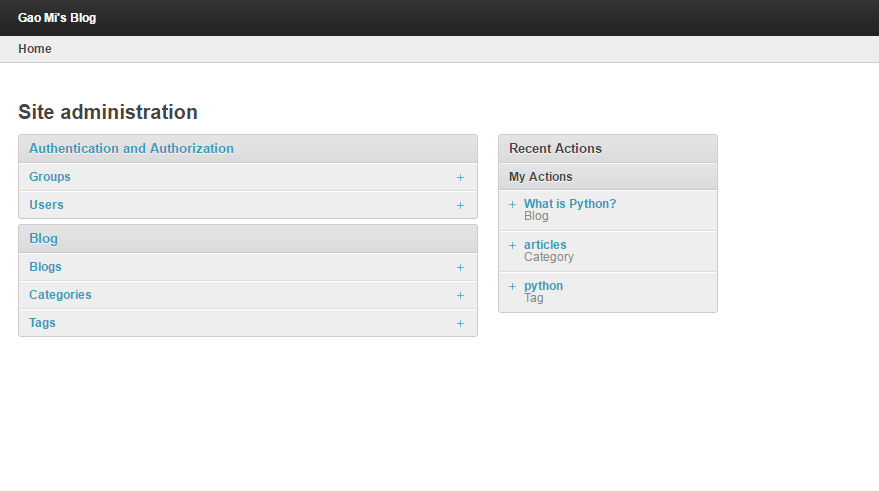 Gao Mi's Blog
Home
Site administration
Authentication and Authorization
Groups
Users
Blog
Blogs
Categories
Tags
Recent Actions
My Actions
What is Python?
Blog
articles
Category
python
Tag